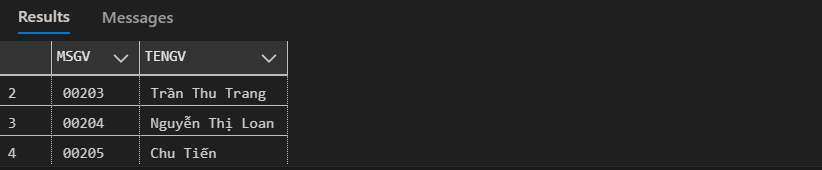 Results Messages
MSGV TENGV
2 00203 Trần Thu Trang
3 00204 Nguyễn Thị Loan
4 00205 Chu Tiến